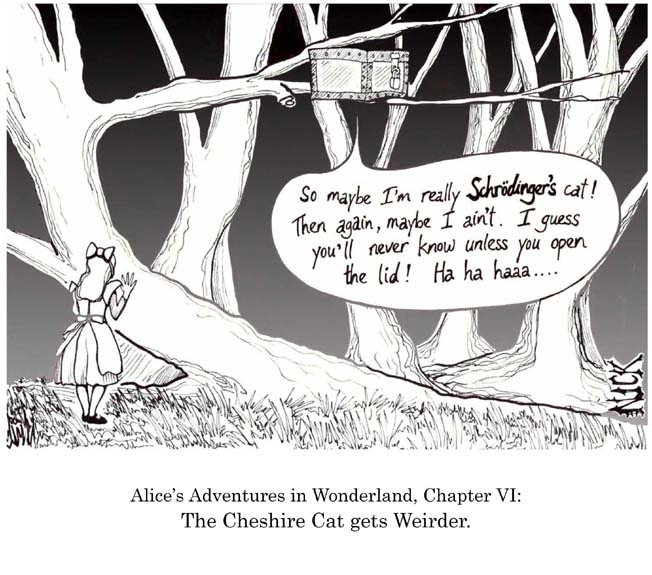 So maybe I'm really Schrödinger's cat!
Then again, maybe I ain't. I guess
you'll never know unless you open
the lid! Ha ha haaa....
NICK
Alice's Adventures in Wonderland, Chapter VI:
The Cheshire Cat gets Weirder.